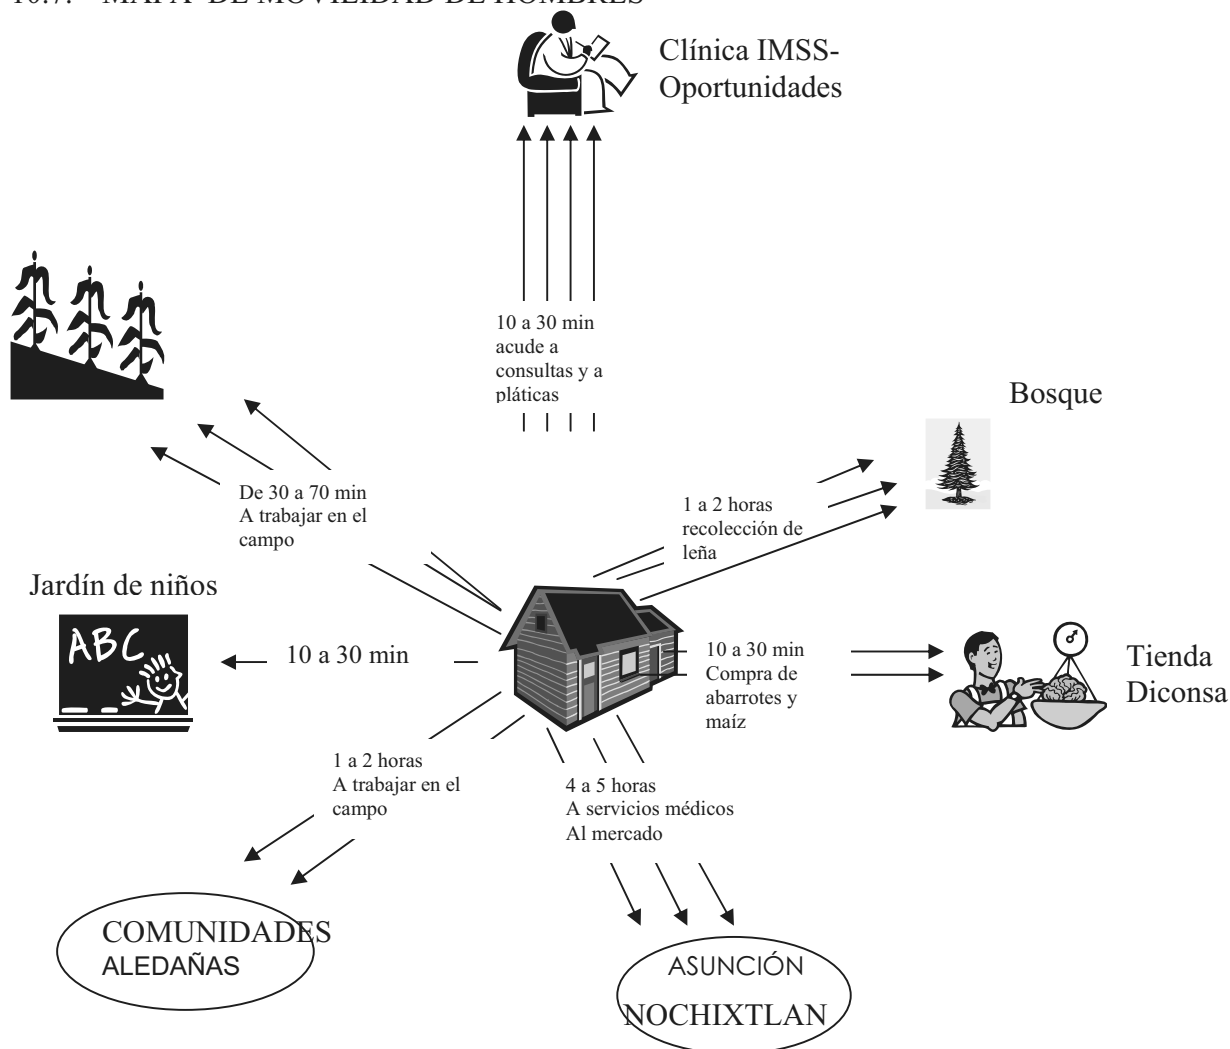 10.7. MAPA DE MOVILIDAD DE HOMBRES
Clínica IMSS-
Oportunidades
10 a 30 min
acude a
consultas y a
pláticas
Bosque
De 30 a 70 min
A trabajar en el
campo
1 a 2 horas
recolección de
leña
Jardín de niños
ABC
10 a 30 min
10 a 30 min
Compra de
abarrotes y
maíz
Tienda
Diconsa
1 a 2 horas
A trabajar en el
campo
4 a 5 horas
A servicios médicos
Al mercado
COMUNIDADES
ALEDAÑAS
ASUNCIÓN
NOCHIXTLAN